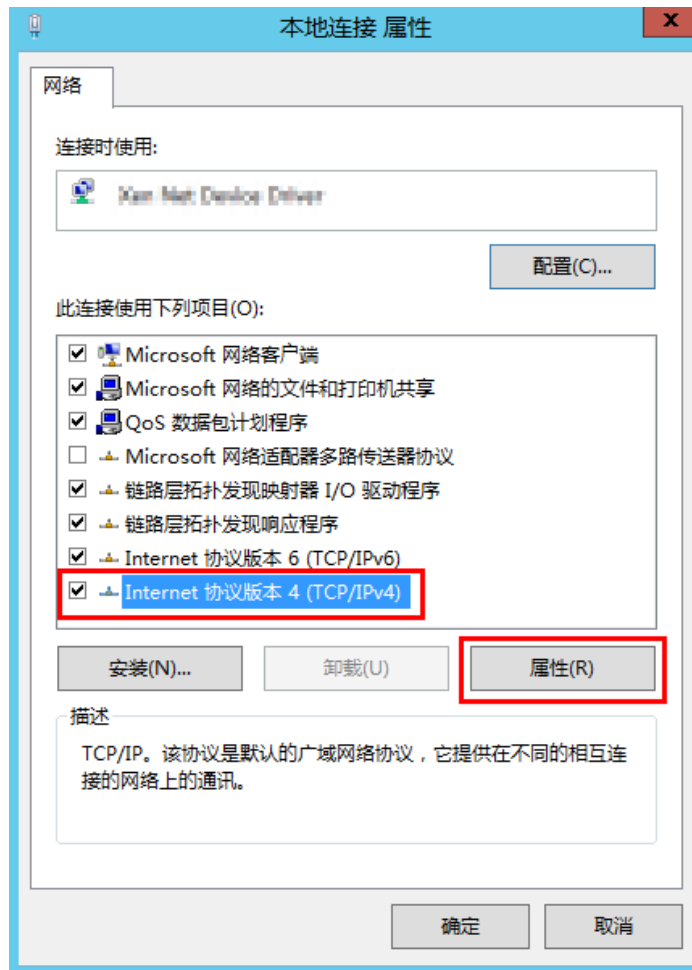 本地连接 属性
网络
连接时使用:
Xen Net Device Driver
配置(C)...
此连接使用下列项目(O):
Microsoft 网络客户端
Microsoft 网络的文件和打印机共享
QoS 数据包计划程序
Microsoft 网络适配器多路传送器协议
链路层拓扑发现映射器 I/O 驱动程序
链路层拓扑发现响应程序
Internet 协议版本 6 (TCP/IPv6)
Internet 协议版本 4 (TCP/IPv4)
安装(N)... 卸载(U) 属性(R)
描述
TCP/IP。该协议是默认的广域网络协议，它提供在不同的相互连
接的网络上的通讯。
确定 取消